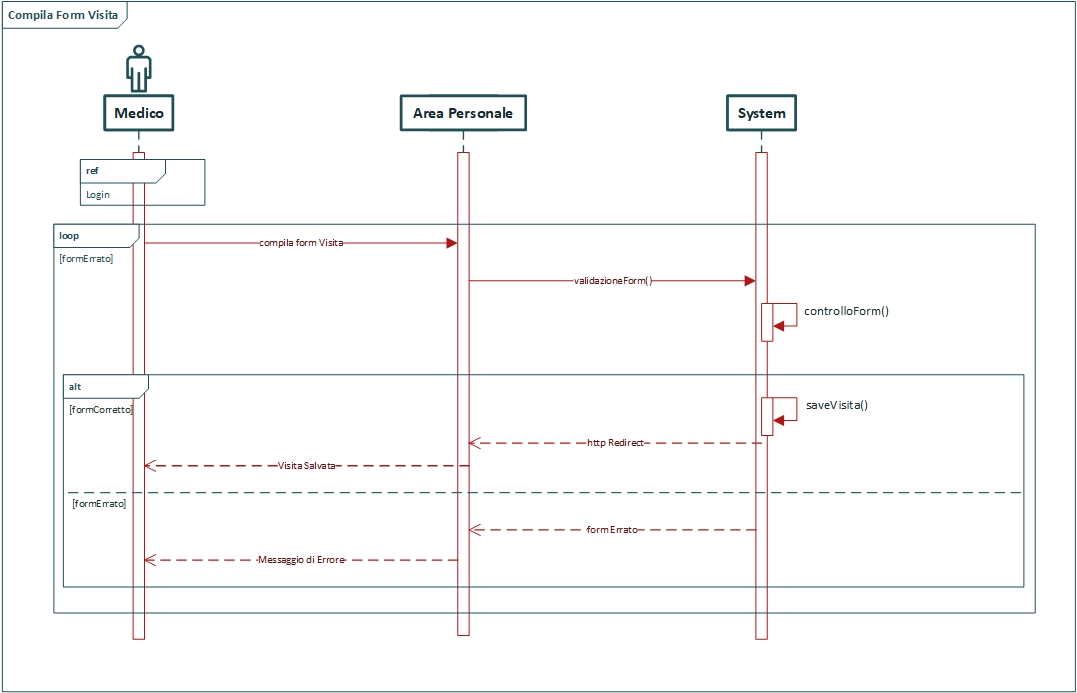 Compila Form Visita
Medico
Area Personale
System
ref
Login
loop
[formErrato]
compila form Visita
validazioneForm()
controlloForm()
alt
[formCorretto]
saveVisita()
http Redirect
Visita Salvata
[formErrato]
form Errato
Messaggio di Errore